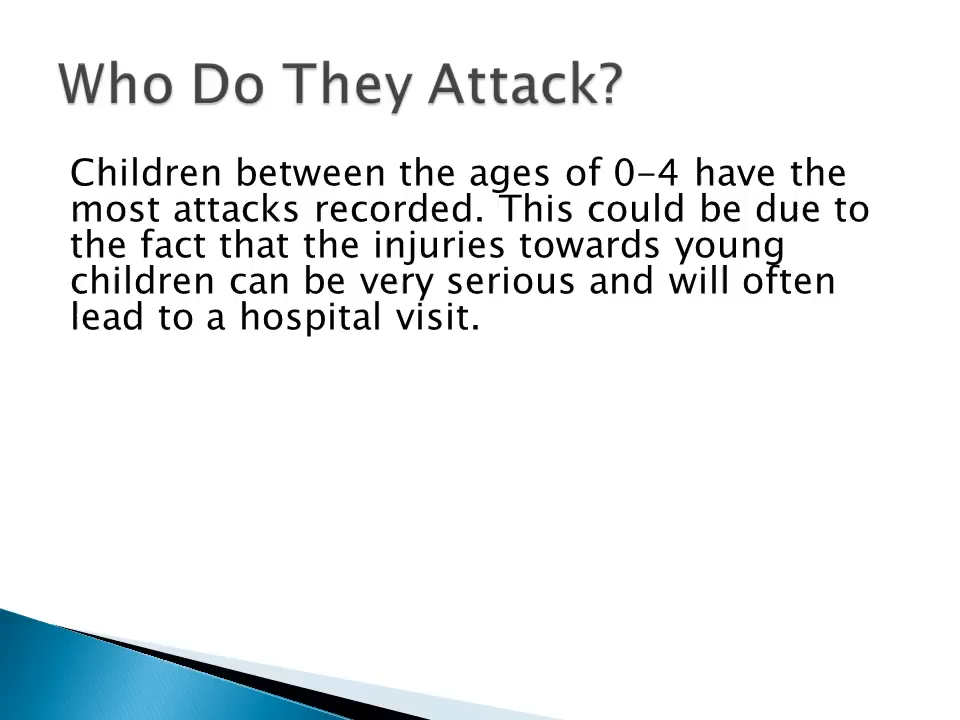 Who Do They Attack?
Children between the ages of 0-4 have the
most attacks recorded. This could be due to
the fact that the injuries towards young
children can be very serious and will often
lead to a hospital visit.